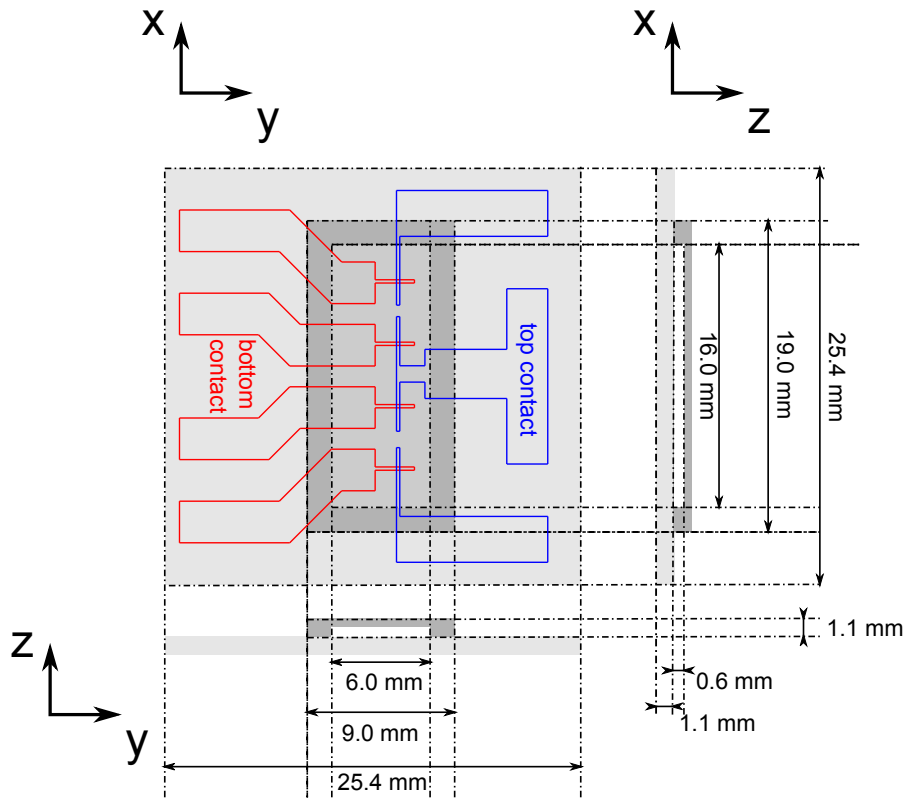 x
y
x
z
bottom
contact
top contact
16.0 mm
19.0 mm
25.4 mm
1.1 mm
z
y
6.0 mm
9.0 mm
25.4 mm
0.6 mm
1.1 mm